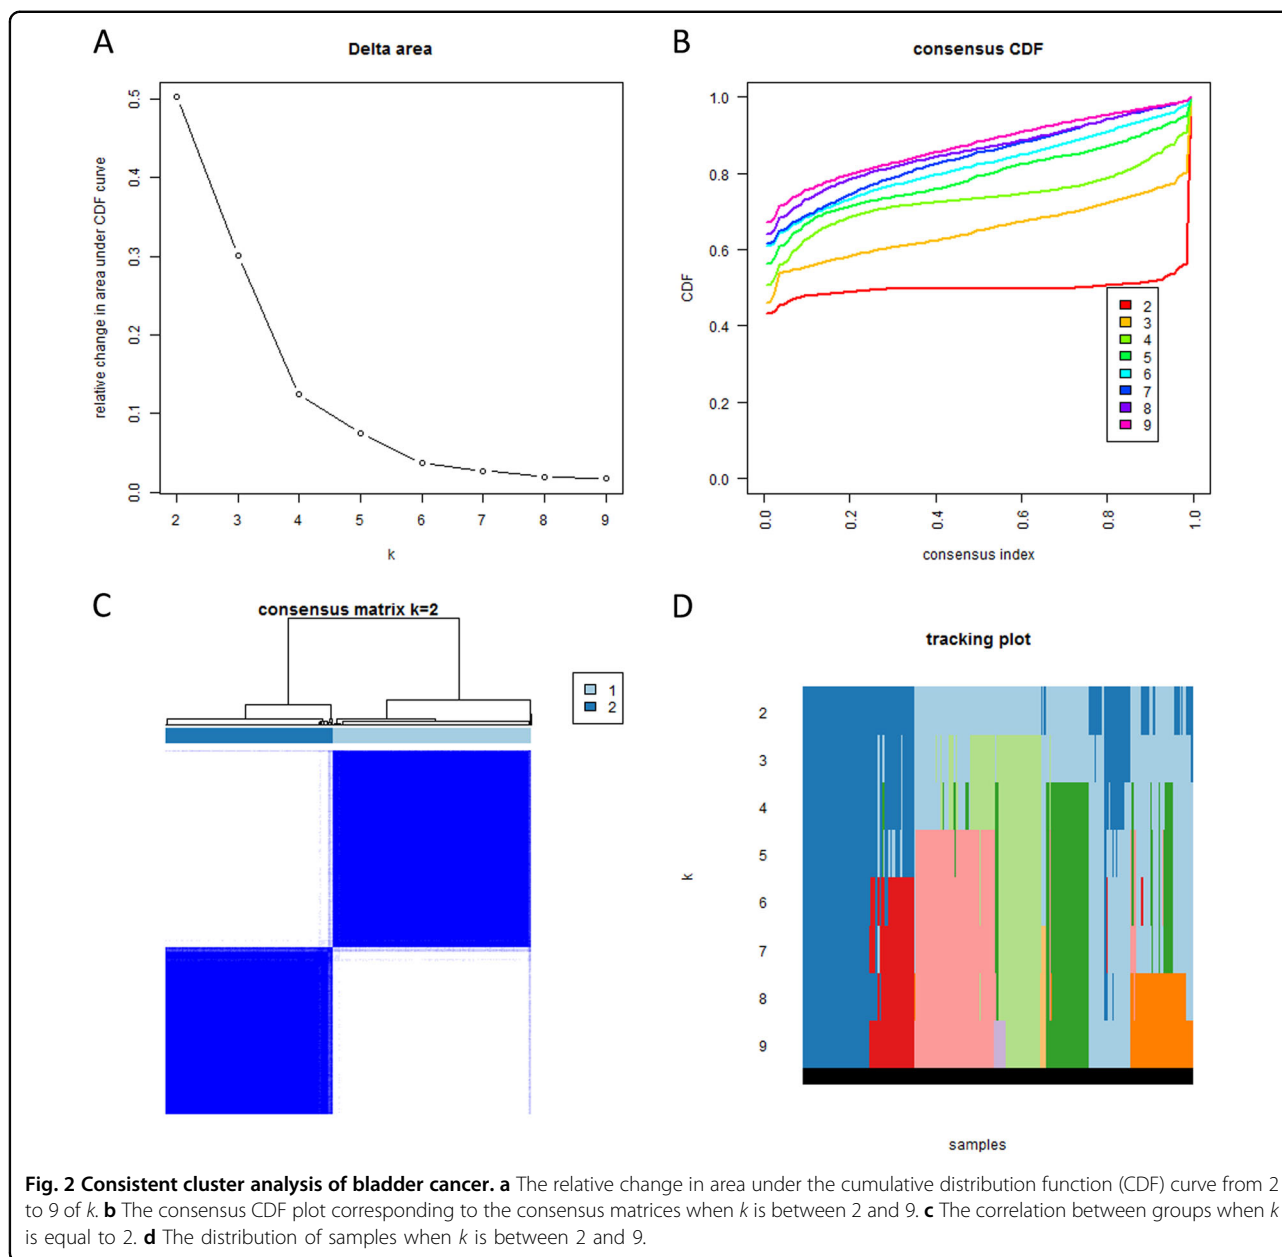 A
Delta area
0.5
0.4
0.3
0.2
0.1
0.0
relative change in area under CDF curve
2 3 4 5 6 7 8 9
k
B
consensus CDF
1.0
0.8
0.6
0.4
0.2
0.0
CDF
2
3
4
5
6
7
8
9
0.0 0.2 0.4 0.6 0.8 1.0
consensus index
C
consensus matrix k=2
1
2
D
tracking plot
2
3
4
5
6
7
8
9
k
samples
Fig. 2 Consistent cluster analysis of bladder cancer. a The relative change in area under the cumulative distribution function (CDF) curve from 2
to 9 of k. b The consensus CDF plot corresponding to the consensus matrices when k is between 2 and 9. c The correlation between groups when k
is equal to 2. d The distribution of samples when k is between 2 and 9.